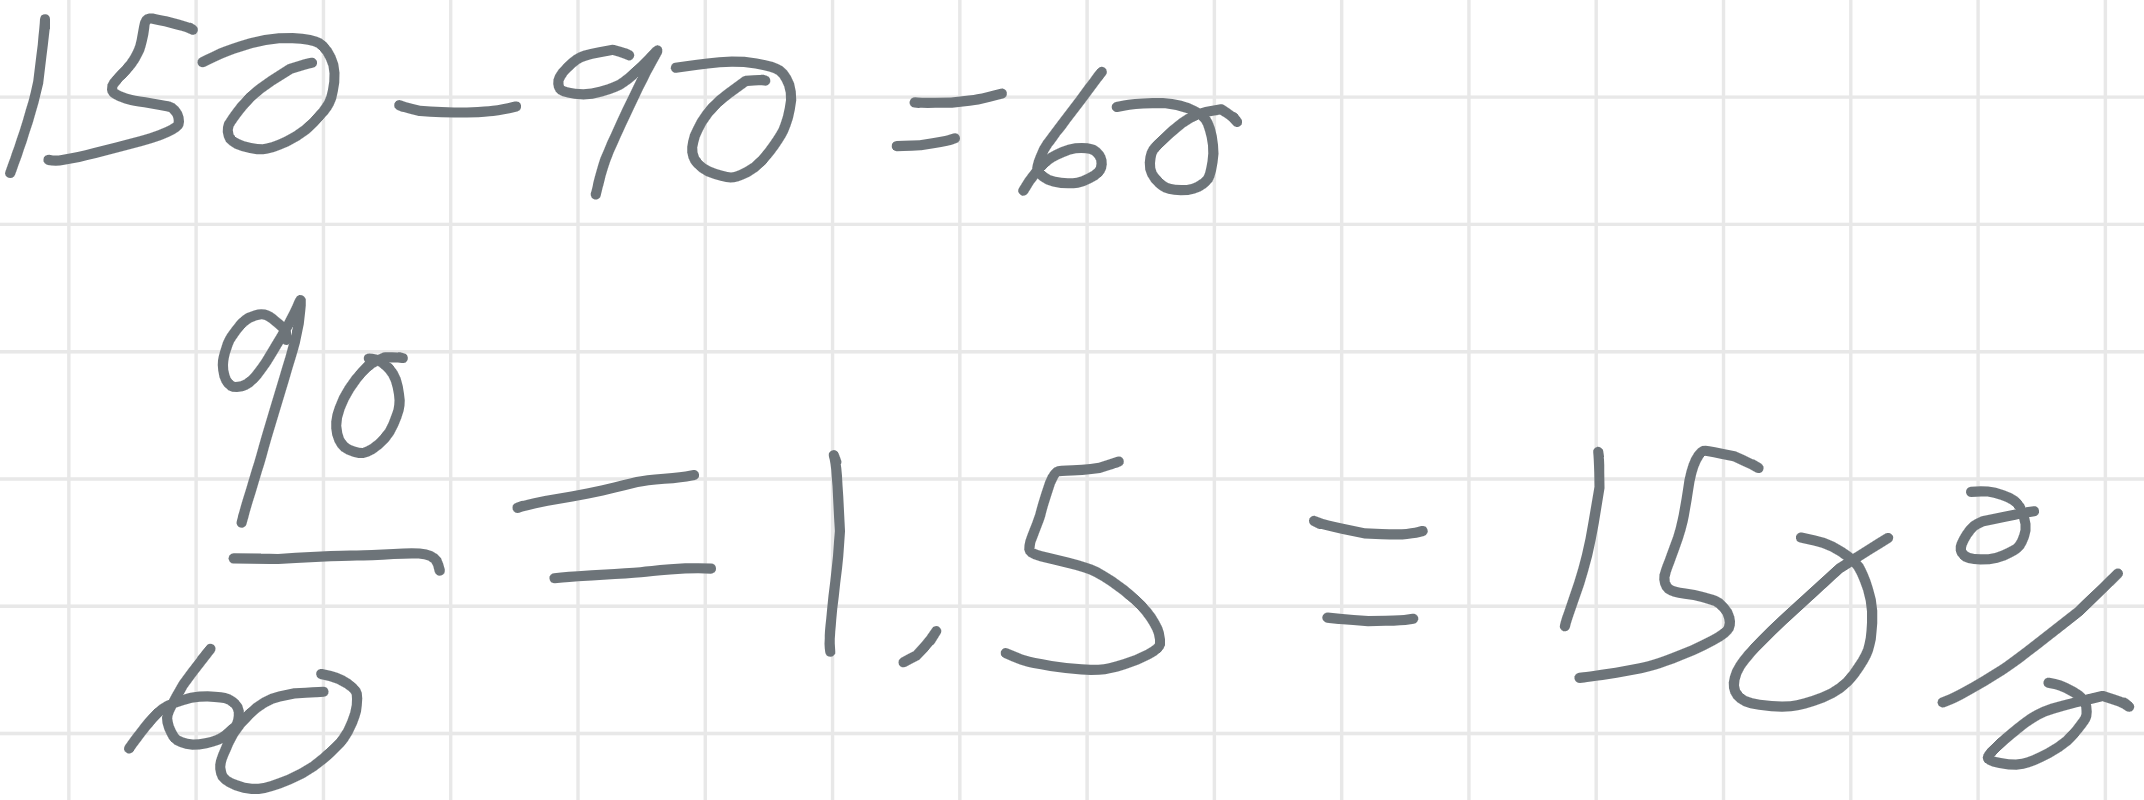 150 - 90 = 60
90/60 = 1,5 = 150%